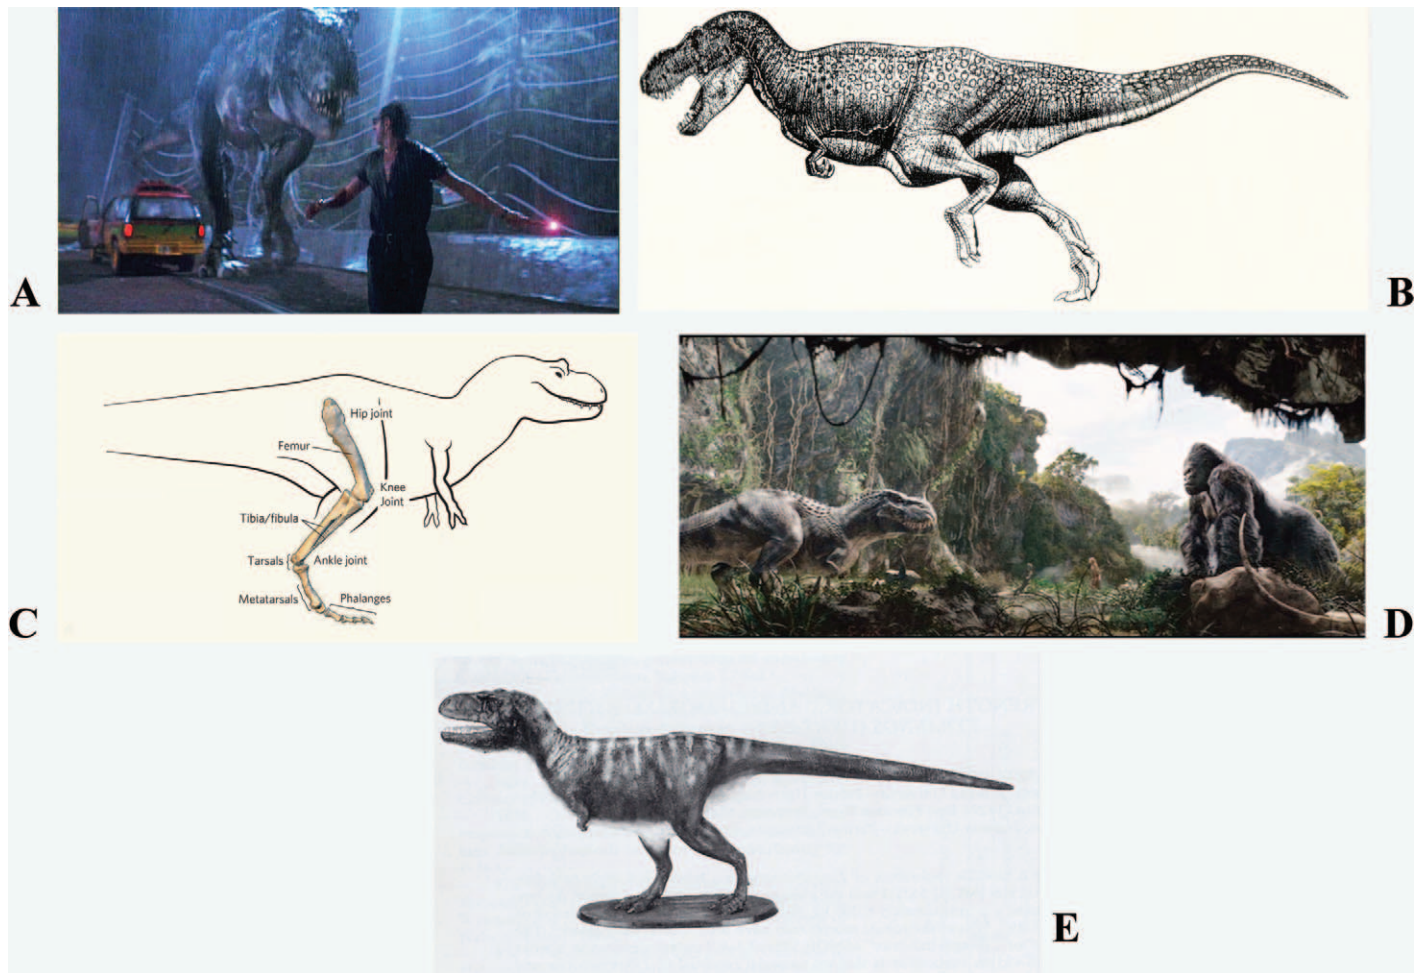 A
B
Hip joint
Femur
Knee
Joint
Tibia/fibula
Tarsals
Ankle joint
Metatarsals
Phalanges
C
D
E